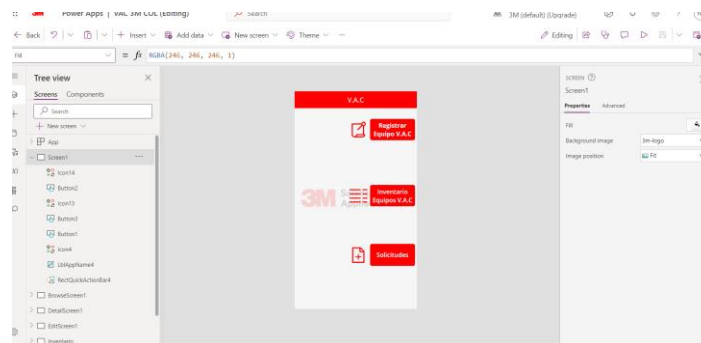 3M Power Apps | VAC 3M COL (Editing) Search 3M (default) (Upgrade)
Back + Insert Add data New screen Theme Editing
Fill = fx RGBA(246, 246, 246, 1)
Tree view
Screens Components
Search
+ New screen
App
Screen1
Icon14
Button2
Icon13
Button3
Button1
Icon4
LblAppName4
RectQuickActionBar4
BrowseScreen1
DetailScreen1
EditScreen1
Inventario
V.A.C
Registrar
Equipo V.A.C
3M
Inventario
Equipos V.A.C
Solicitudes
SCREEN
Screen1
Properties Advanced
Fill
Background image 3m-logo
Image position Fit